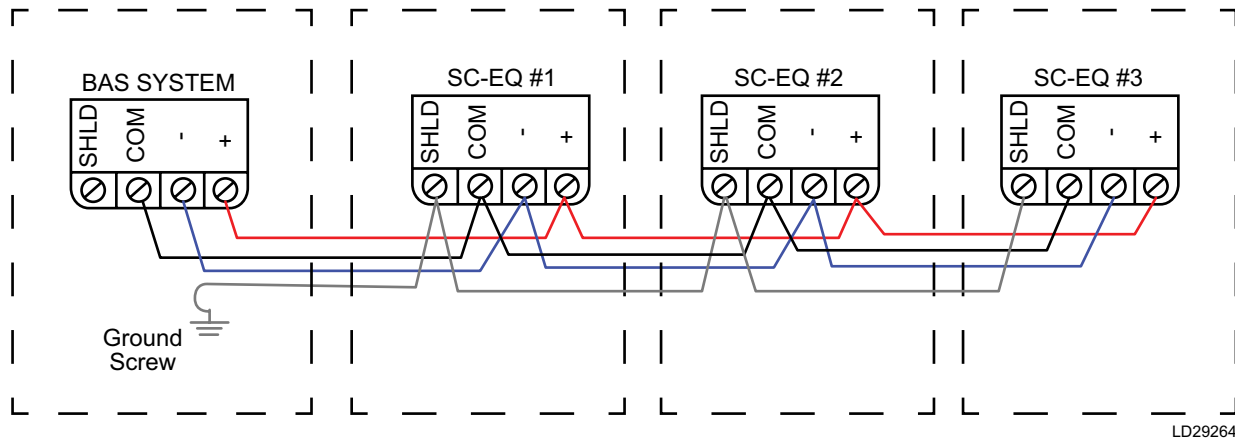 BAS SYSTEM
SHLD COM - +
SC-EQ #1
SHLD COM - +
SC-EQ #2
SHLD COM - +
SC-EQ #3
SHLD COM - +
Ground
Screw
LD29264